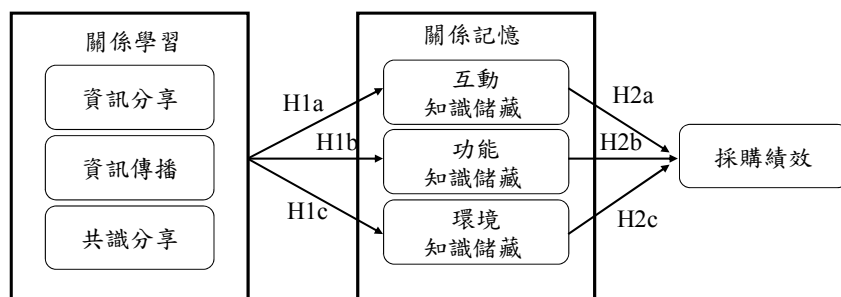 關係學習
資訊分享
資訊傳播
共識分享
H1a
H1b
H1c
關係記憶
互動
知識儲藏
功能
知識儲藏
環境
知識儲藏
H2a
H2b
H2c
採購績效